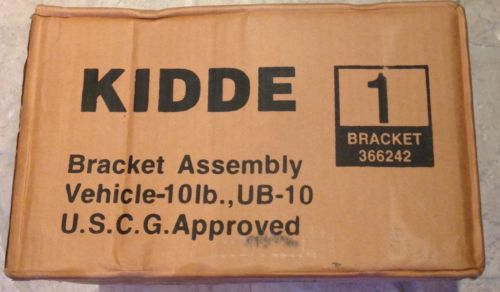 KIDDE
1
BRACKET
366242
Bracket Assembly
Vehicle-10lb.,UB-10
U.S.C.G.Approved